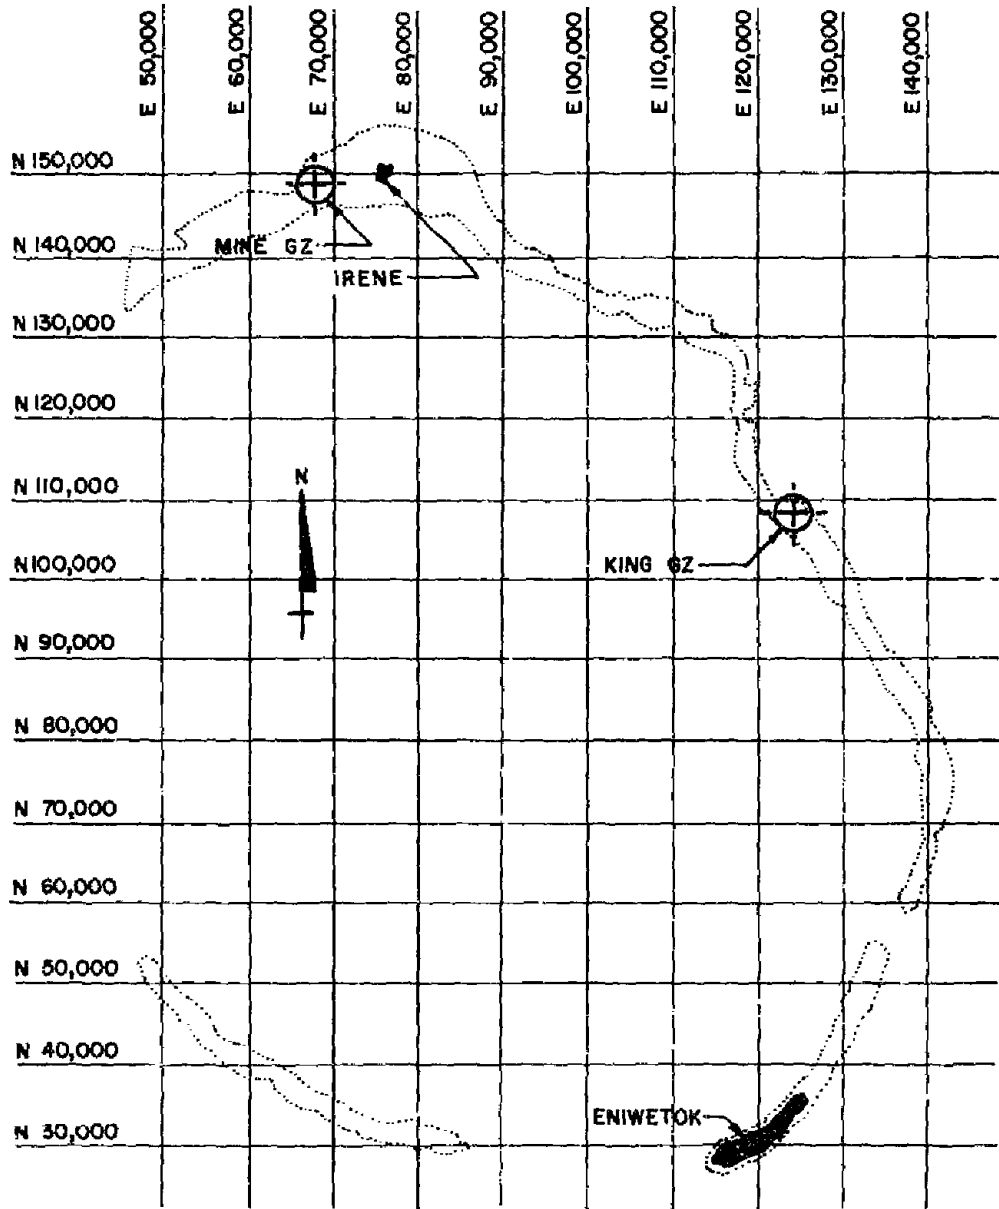 E 50,000
E 60,000
E 70,000
E 80,000
E 90,000
E 100,000
E 110,000
E 120,000
E 130,000
E 140,000
N 150,000
MINE GZ
N 140,000
IRENE
N 130,000
N 120,000
N
N 110,000
KING GZ
N 100,000
N 90,000
N 80,000
N 70,000
N 60,000
N 50,000
N 40,000
ENIWETOK
N 30,000